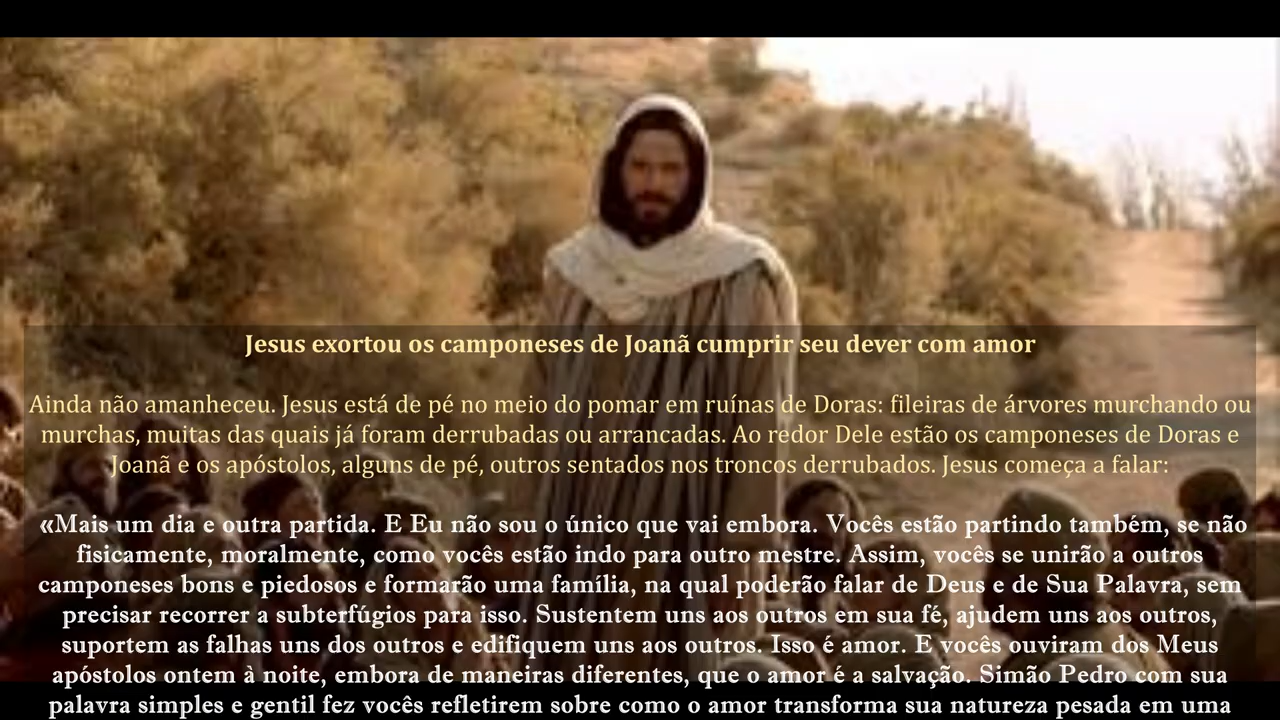 Jesus exortou os camponeses de Joanã cumprir seu dever com amor
Ainda não amanheceu. Jesus está de pé no meio do pomar em ruínas de Doras: fileiras de árvores murchando ou
murchas, muitas das quais já foram derrubadas ou arrancadas. Ao redor Dele estão os camponeses de Doras e
Joanã e os apóstolos, alguns de pé, outros sentados nos troncos derrubados. Jesus começa a falar:
«Mais um dia e outra partida. E Eu não sou o único que vai embora. Vocês estão partindo também, se não
fisicamente, moralmente, como vocês estão indo para outro mestre. Assim, vocês se unirão a outros
camponeses bons e piedosos e formarão uma família, na qual poderão falar de Deus e de Sua Palavra, sem
precisar recorrer a subterfúgios para isso. Sustentem uns aos outros em sua fé, ajudem uns aos outros,
suportem as falhas uns dos outros e edifiquem uns aos outros. Isso é amor. E vocês ouviram dos Meus
apóstolos ontem à noite, embora de maneiras diferentes, que o amor é a salvação. Simão Pedro com sua
palavra simples e gentil fez vocês refletirem sobre como o amor transforma sua natureza pesada em uma